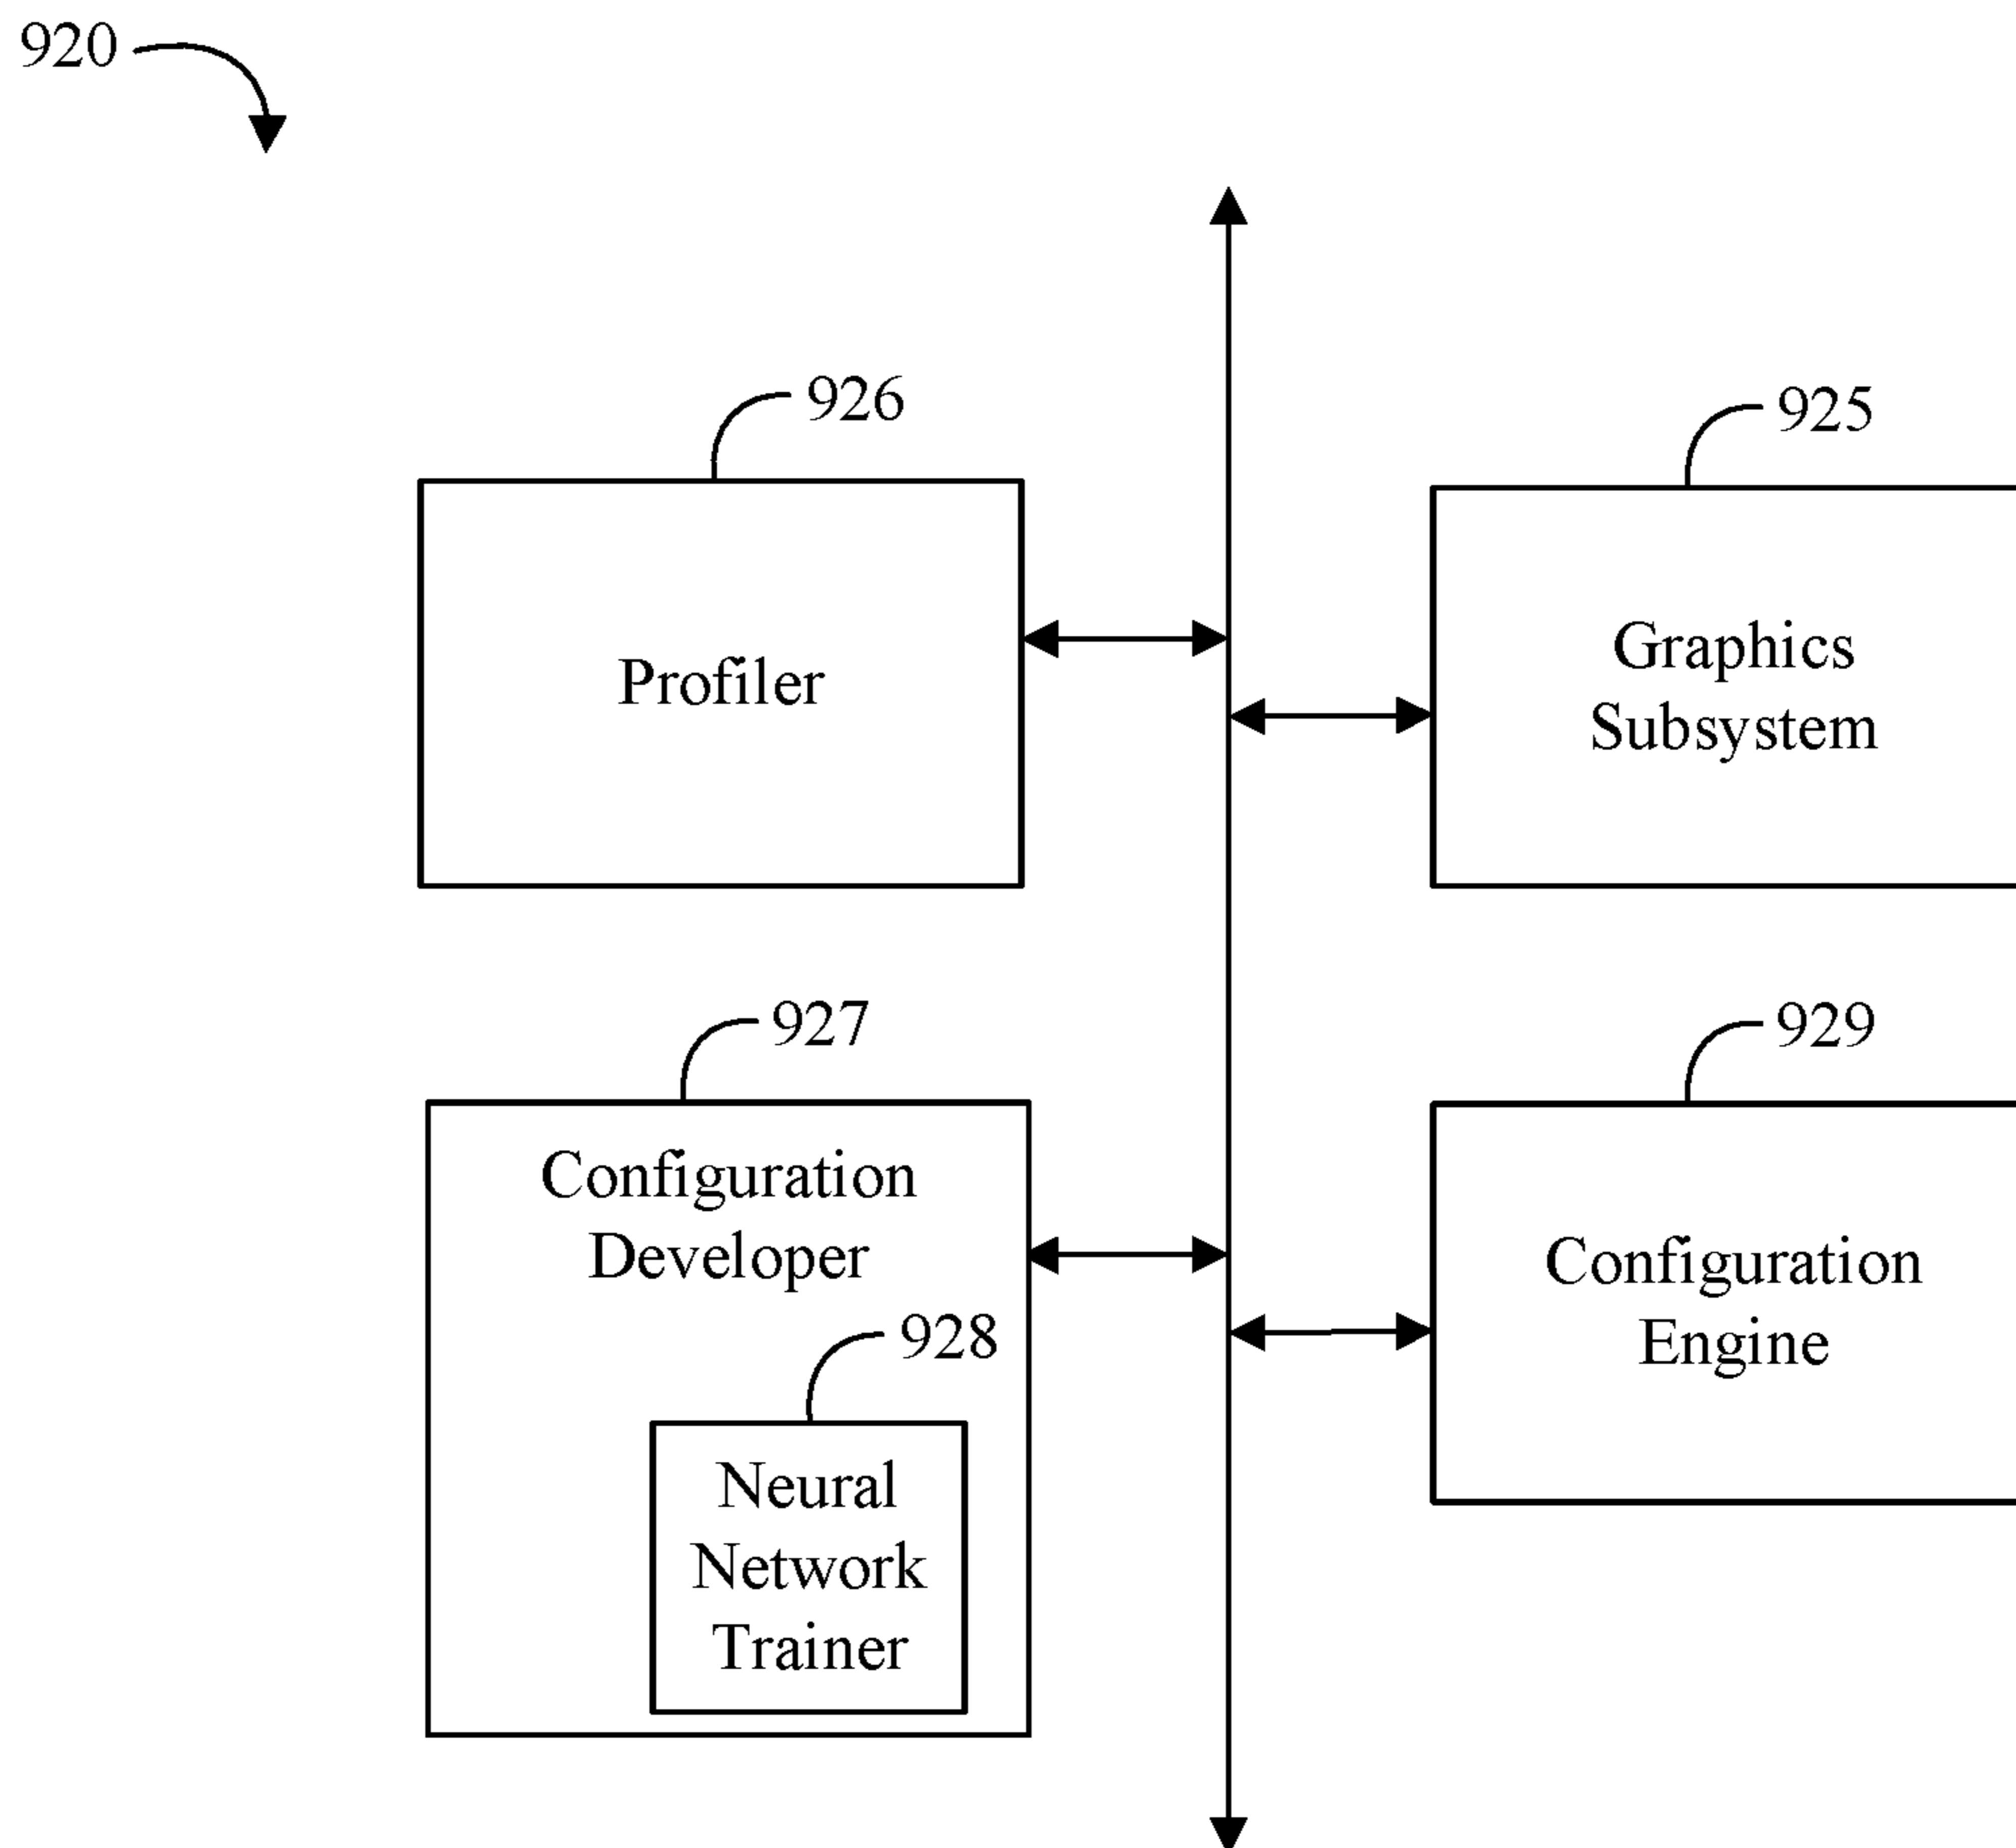 920
926
Profiler
925
Graphics
Subsystem
927
Configuration
Developer
928
Neural
Network
Trainer
929
Configuration
Engine